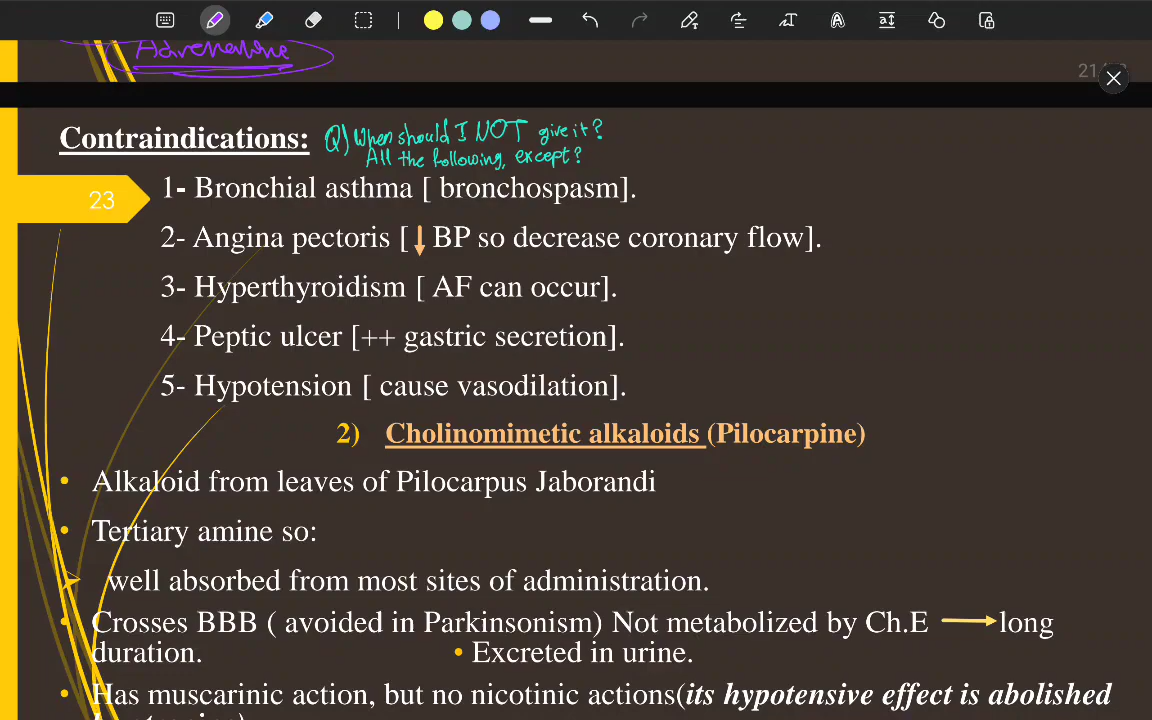 Adrenaline
21
Contraindications: Q) When should I NOT give it?
All the following, except?
23
1- Bronchial asthma [ bronchospasm].
2- Angina pectoris [↓ BP so decrease coronary flow].
3- Hyperthyroidism [ AF can occur].
4- Peptic ulcer [++ gastric secretion].
5- Hypotension [ cause vasodilation].
2) Cholinomimetic alkaloids (Pilocarpine)
• Alkaloid from leaves of Pilocarpus Jaborandi
• Tertiary amine so:
➤ well absorbed from most sites of administration.
• Crosses BBB ( avoided in Parkinsonism) Not metabolized by Ch.E → long
duration. • Excreted in urine.
• Has muscarinic action, but no nicotinic actions(its hypotensive effect is abolished